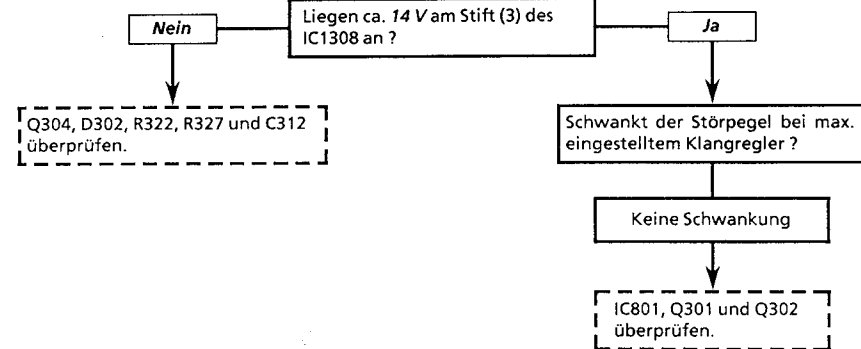 Nein
Liegen ca. 14 V am Stift (3) des
IC1308 an ?
Ja
Q304, D302, R322, R327 und C312
überprüfen.
Schwankt der Störpegel bei max.
eingestelltem Klangregler ?
Keine Schwankung
IC801, Q301 und Q302
überprüfen.